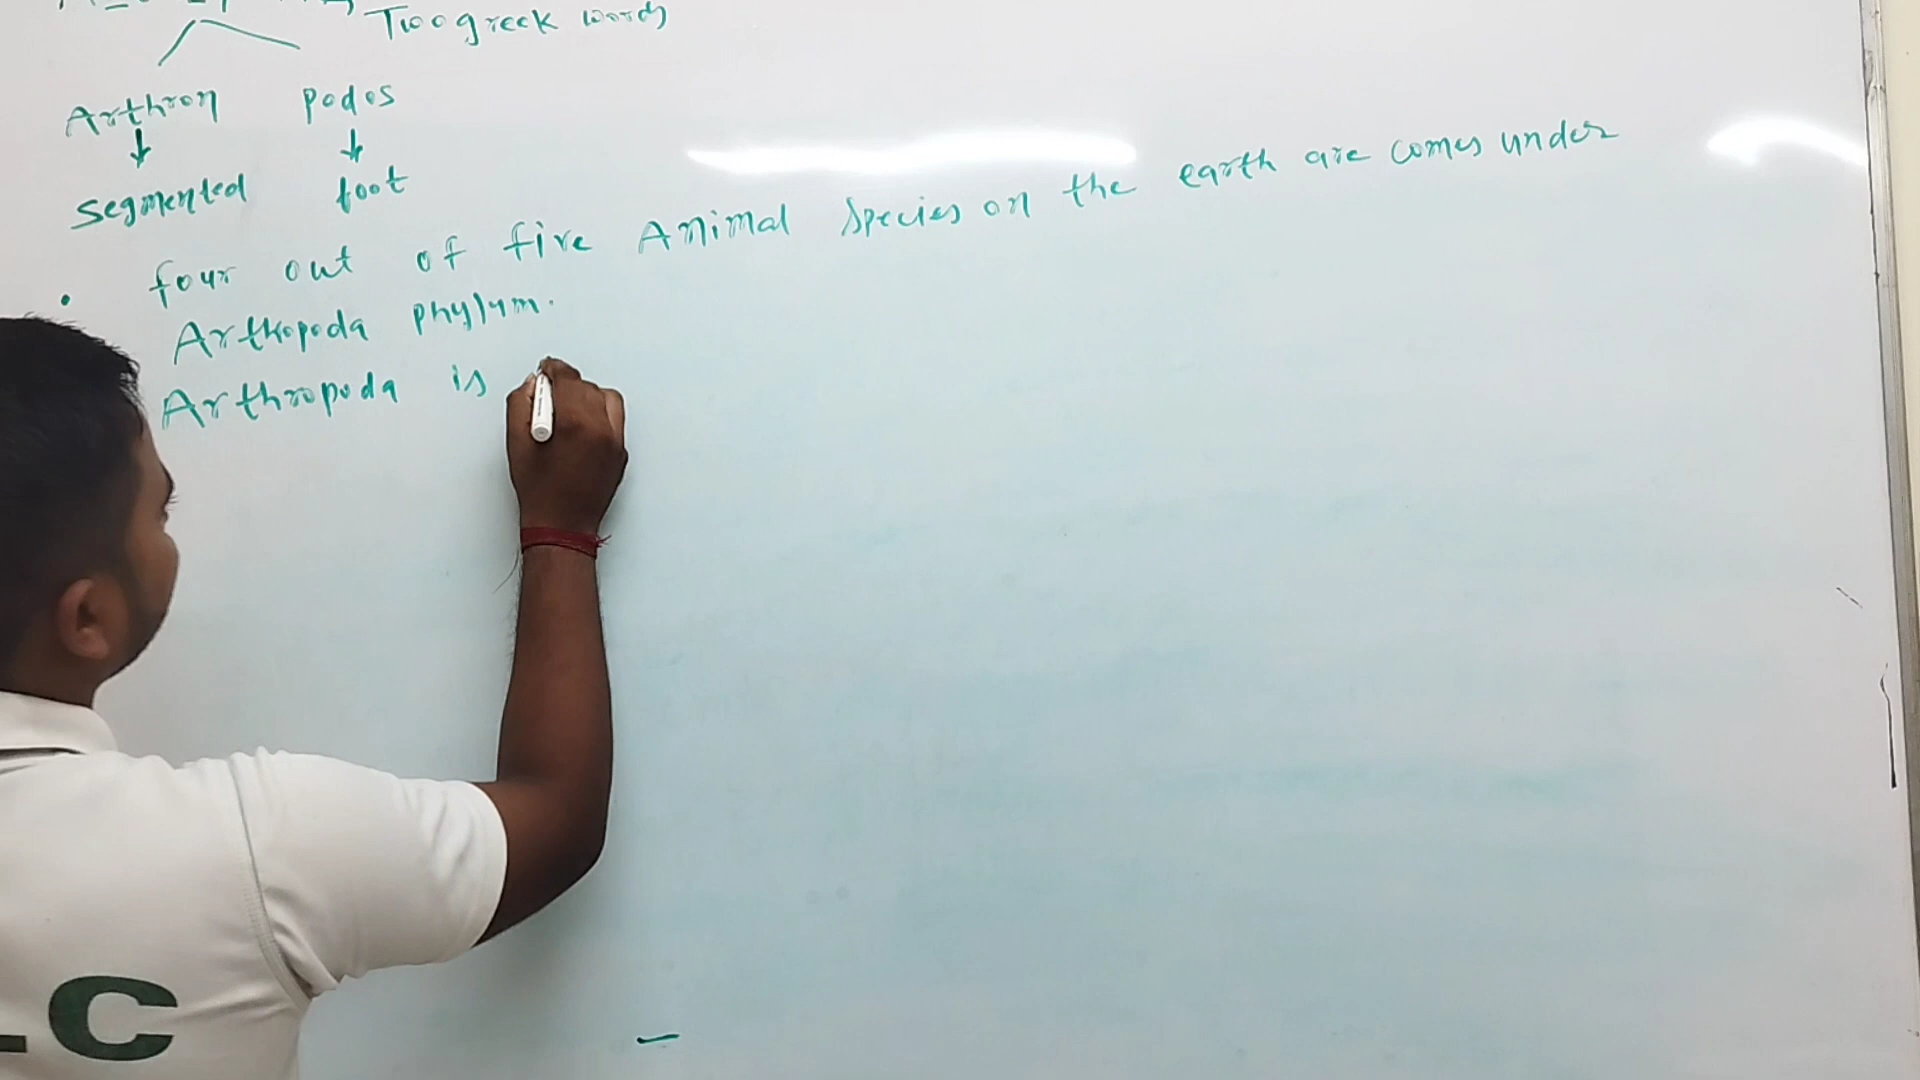 Two greek words
Arthron podos
segmented foot
• four out of five Animal species on the earth are comes under
Arthopoda phylum.
Arthropoda is
C